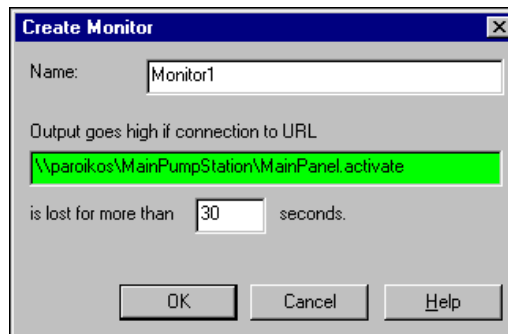 Create Monitor
Name: Monitor1
Output goes high if connection to URL
\\paroikos\MainPumpStation\MainPanel.activate
is lost for more than 30 seconds.
OK Cancel Help